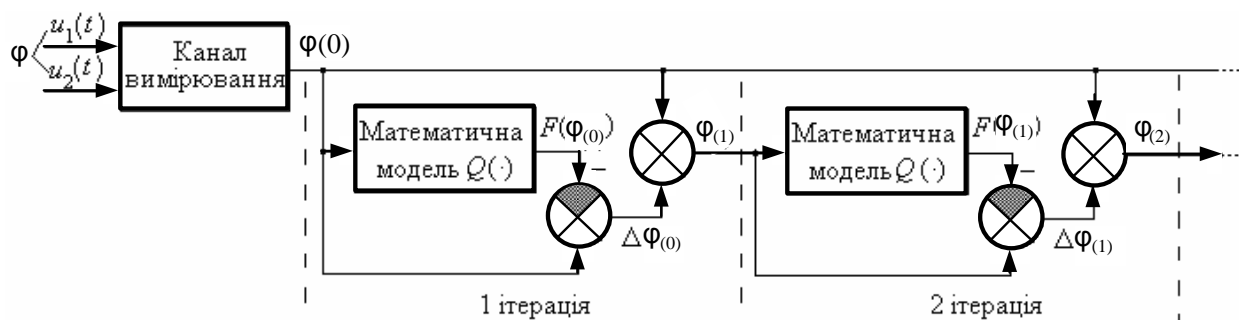 φ
u₁(t)
u₂(t)
Канал
вимірювання
φ(0)
Математична
модель Q(·)
F(φ₍₀₎)
−
Δφ₍₀₎
φ₍₁₎
1 ітерація
Математична
модель Q(·)
F(φ₍₁₎)
−
Δφ₍₁₎
φ₍₂₎
2 ітерація